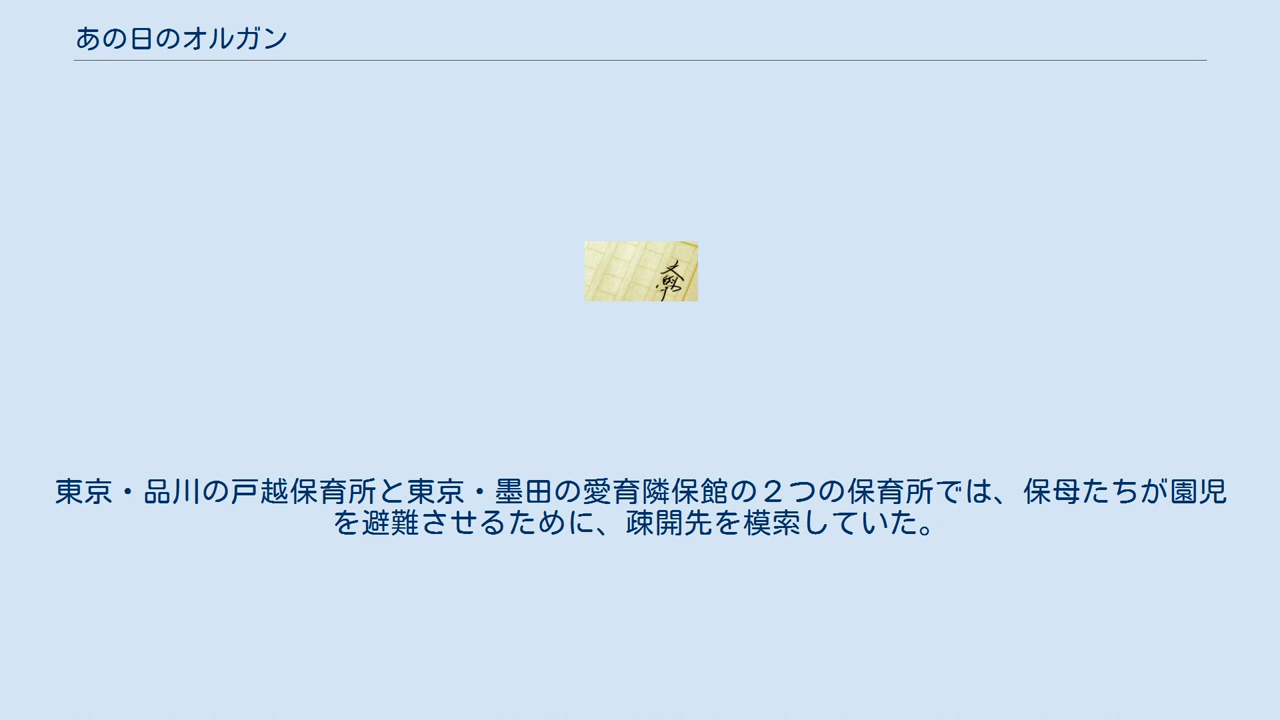 あの日のオルガン
東京・品川の戸越保育所と東京・墨田の愛育隣保館の２つの保育所では、保母たちが園児
を避難させるために、疎開先を模索していた。